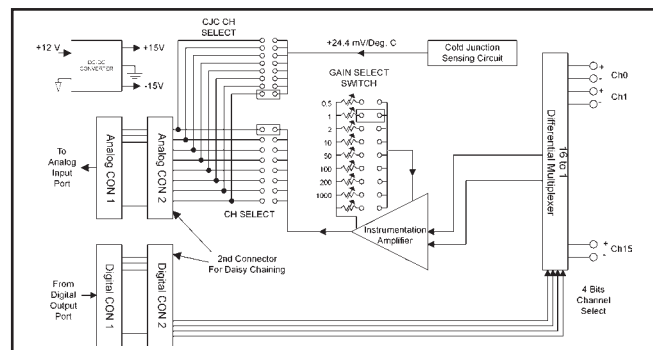 CJC CH
SELECT
+12 V
DC/DC
CONVERTER
+15V
-15V
+24.4 mV/Deg. C
Cold Junction
Sensing Circuit
GAIN SELECT
SWITCH
0.5
1
2
10
50
100
200
1000
+
-
Ch0
+
-
Ch1
16 to 1
Differential Multiplexer
To
Analog
Input
Port
Analog CON 1
Analog CON 2
CH SELECT
Instrumentation
Amplifier
+
-
Ch15
2nd Connector
For Daisy Chaining
From
Digital
Output
Port
Digital CON 1
Digital CON 2
4 Bits
Channel
Select